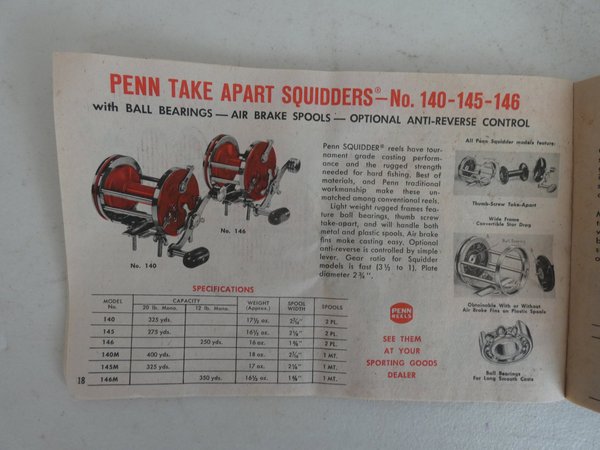 PENN TAKE APART SQUIDDERS®—No. 140-145-146
with BALL BEARINGS — AIR BRAKE SPOOLS — OPTIONAL ANTI-REVERSE CONTROL
No. 140
No. 146
Penn SQUIDDER® reels have tour-
nament grade casting perform-
ance and the rugged strength
needed for hard fishing. Best of
materials, and Penn traditional
workmanship make these un-
matched among conventional reels.
Light weight rugged frames fea-
ture ball bearings, thumb screw
take-apart, and will handle both
metal and plastic spools. Air brake
fins make casting easy. Optional
anti-reverse is controlled by simple
lever. Gear ratio for Squidder
models is fast (3½ to 1). Plate
diameter 2¾".
All Penn Squidder models feature:
Thumb-Screw Take-Apart
Wide Frame
Convertible Star Drag
Ball Bearing
Obtainable With or Without
Air Brake Fins on Plastic Spools
Ball Bearings
For Long Smooth Casts
SPECIFICATIONS
MODEL No. CAPACITY 20 lb. Mono. 12 lb. Mono. WEIGHT (Approx.) SPOOL WIDTH SPOOLS
140 325 yds. 17½ oz. 2 PL.
145 275 yds. 16½ oz. 2 PL.
146 250 yds. 16 oz. 2 PL.
140M 400 yds. 18 oz. 1 MT.
145M 325 yds. 17 oz. 1 MT.
146M 350 yds. 16½ oz. 1 MT.
PENN
REELS
SEE THEM
AT YOUR
SPORTING GOODS
DEALER
18